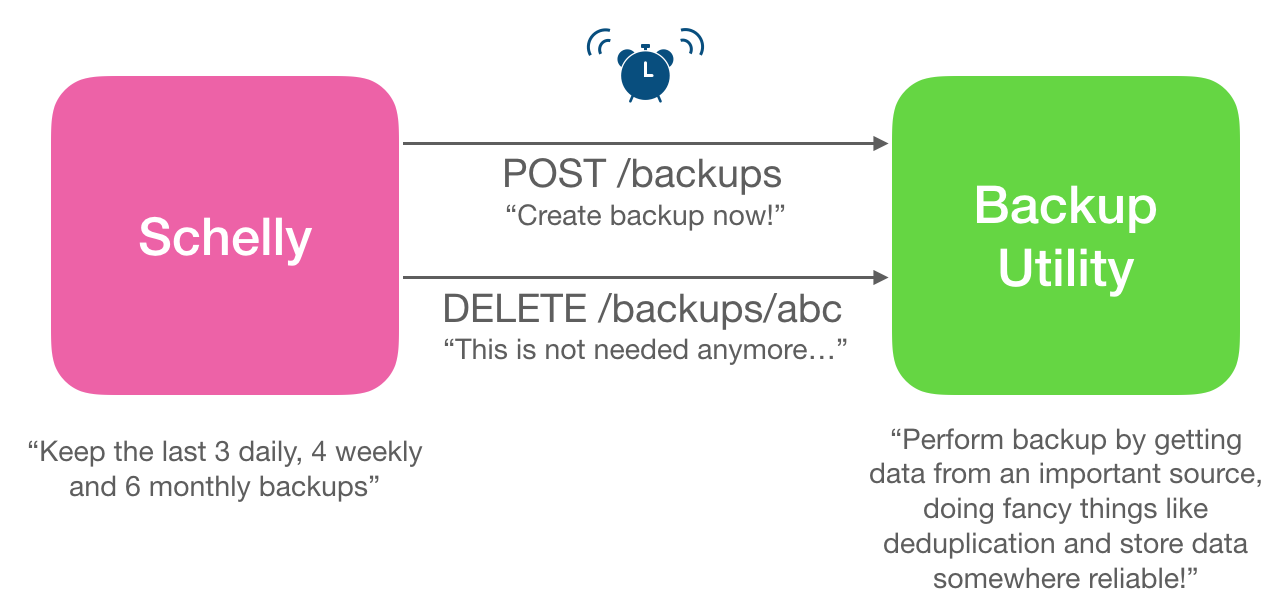 Schelly
POST /backups
“Create backup now!”
DELETE /backups/abc
“This is not needed anymore…”
Backup
Utility
“Keep the last 3 daily, 4 weekly
and 6 monthly backups”
“Perform backup by getting
data from an important source,
doing fancy things like
deduplication and store data
somewhere reliable!”